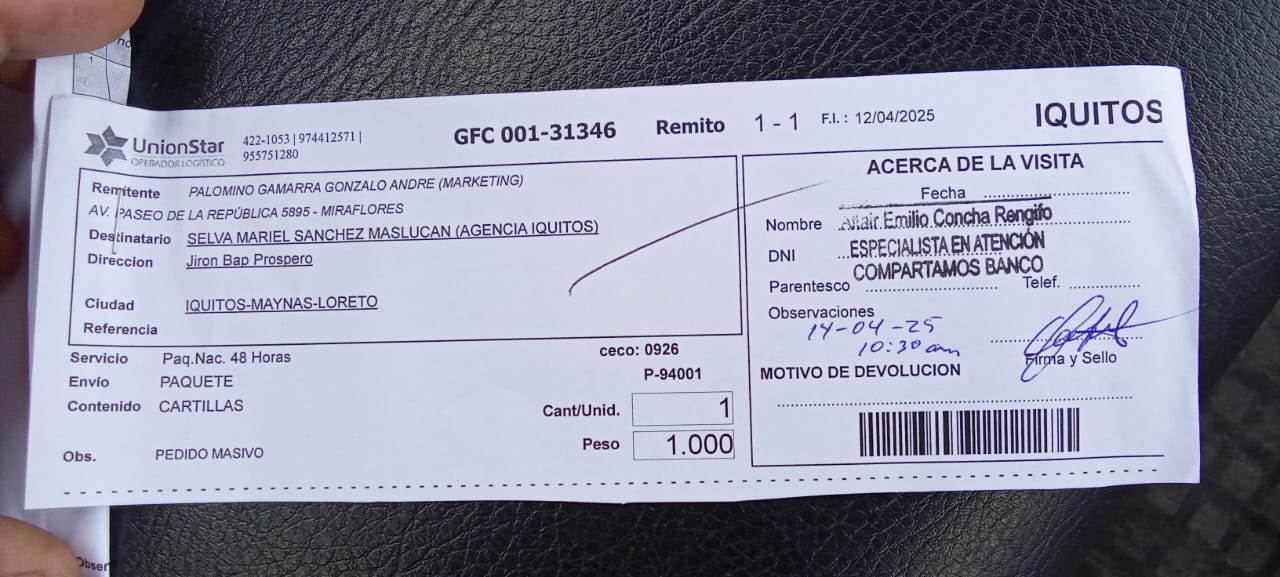 UnionStar
OPERADOR LOGÍSTICO
422-1053 | 974412571 |
955751280
GFC 001-31346
Remito 1 - 1
F.I. : 12/04/2025
IQUITOS
Remitente PALOMINO GAMARRA GONZALO ANDRE (MARKETING)
AV. PASEO DE LA REPÚBLICA 5895 - MIRAFLORES
Destinatario SELVA MARIEL SANCHEZ MASLUCAN (AGENCIA IQUITOS)
Direccion Jiron Bap Prospero
Ciudad IQUITOS-MAYNAS-LORETO
Referencia
Servicio Paq.Nac. 48 Horas
Envío PAQUETE
Contenido CARTILLAS
Obs. PEDIDO MASIVO
ceco: 0926
P-94001
Cant/Unid. 1
Peso 1.000
ACERCA DE LA VISITA
Fecha
Nombre Altair Emilio Concha Rengifo
DNI ESPECIALISTA EN ATENCIÓN
COMPARTAMOS BANCO
Parentesco Telef.
Observaciones
14-04-25
10:30 am
Firma y Sello
MOTIVO DE DEVOLUCION